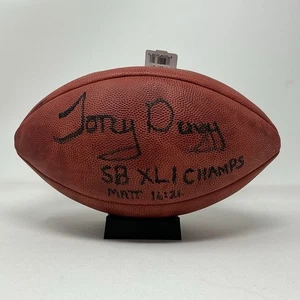 Tony Dungy
SB XLI CHAMPS
MATT 16:26